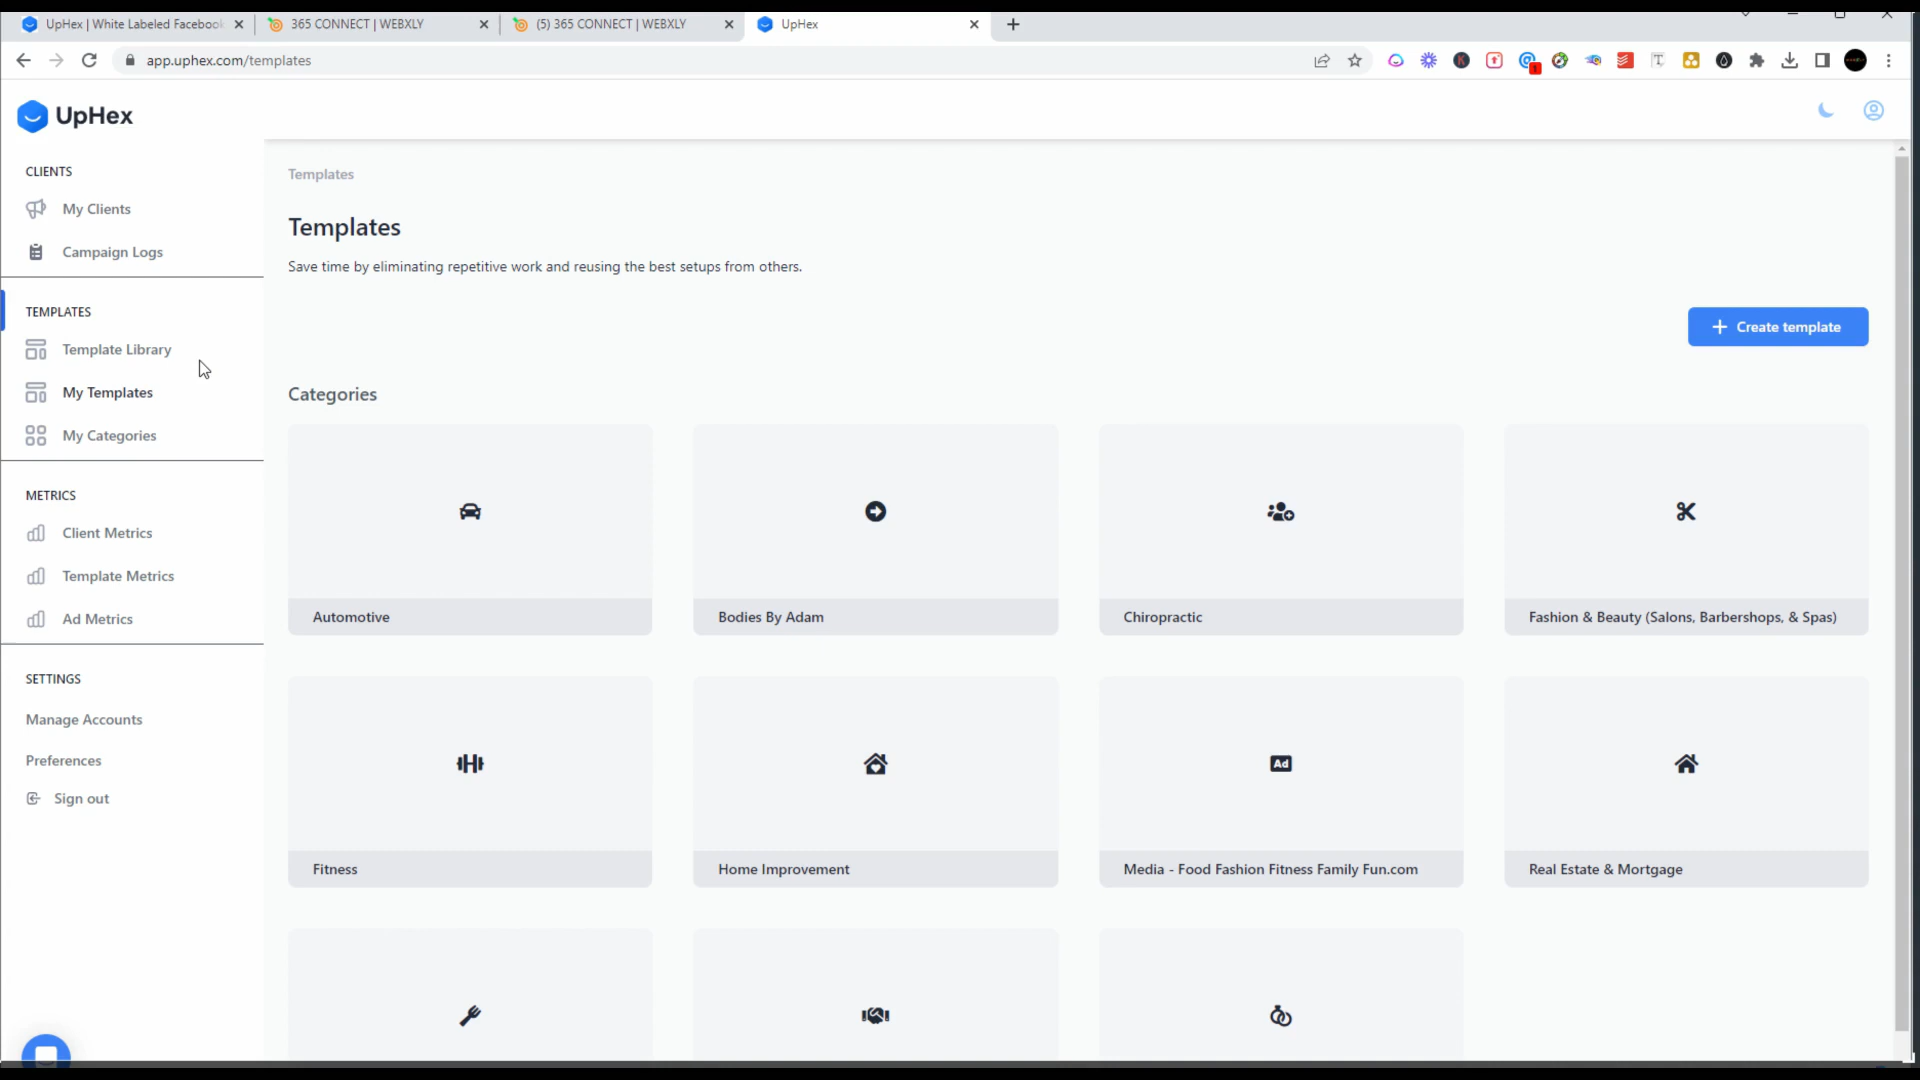 UpHex | White Labeled Facebook
365 CONNECT | WEBXLY
(5) 365 CONNECT | WEBXLY
UpHex
app.uphex.com/templates
UpHex
CLIENTS
My Clients
Campaign Logs
TEMPLATES
Template Library
My Templates
My Categories
METRICS
Client Metrics
Template Metrics
Ad Metrics
SETTINGS
Manage Accounts
Preferences
Sign out
Templates
Templates
Save time by eliminating repetitive work and reusing the best setups from others.
Create template
Categories
Automotive
Bodies By Adam
Chiropractic
Fashion & Beauty (Salons, Barbershops, & Spas)
Ad
Fitness
Home Improvement
Media - Food Fashion Fitness Family Fun.com
Real Estate & Mortgage